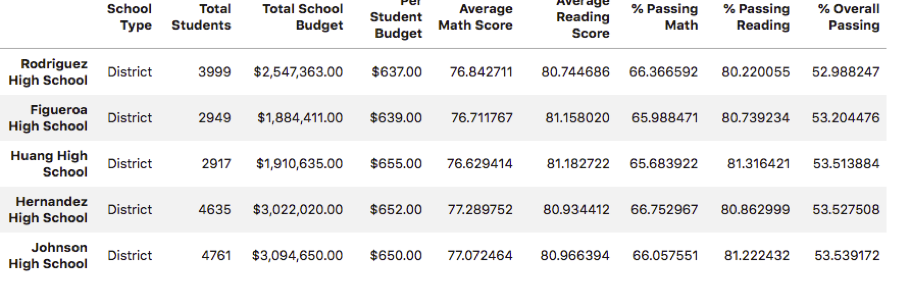 School Type Total Students Total School Budget Per Student Budget Average Math Score Average Reading Score % Passing Math % Passing Reading % Overall Passing
Rodriguez High School District 3999 $2,547,363.00 $637.00 76.842711 80.744686 66.366592 80.220055 52.988247
Figueroa High School District 2949 $1,884,411.00 $639.00 76.711767 81.158020 65.988471 80.739234 53.204476
Huang High School District 2917 $1,910,635.00 $655.00 76.629414 81.182722 65.683922 81.316421 53.513884
Hernandez High School District 4635 $3,022,020.00 $652.00 77.289752 80.934412 66.752967 80.862999 53.527508
Johnson High School District 4761 $3,094,650.00 $650.00 77.072464 80.966394 66.057551 81.222432 53.539172